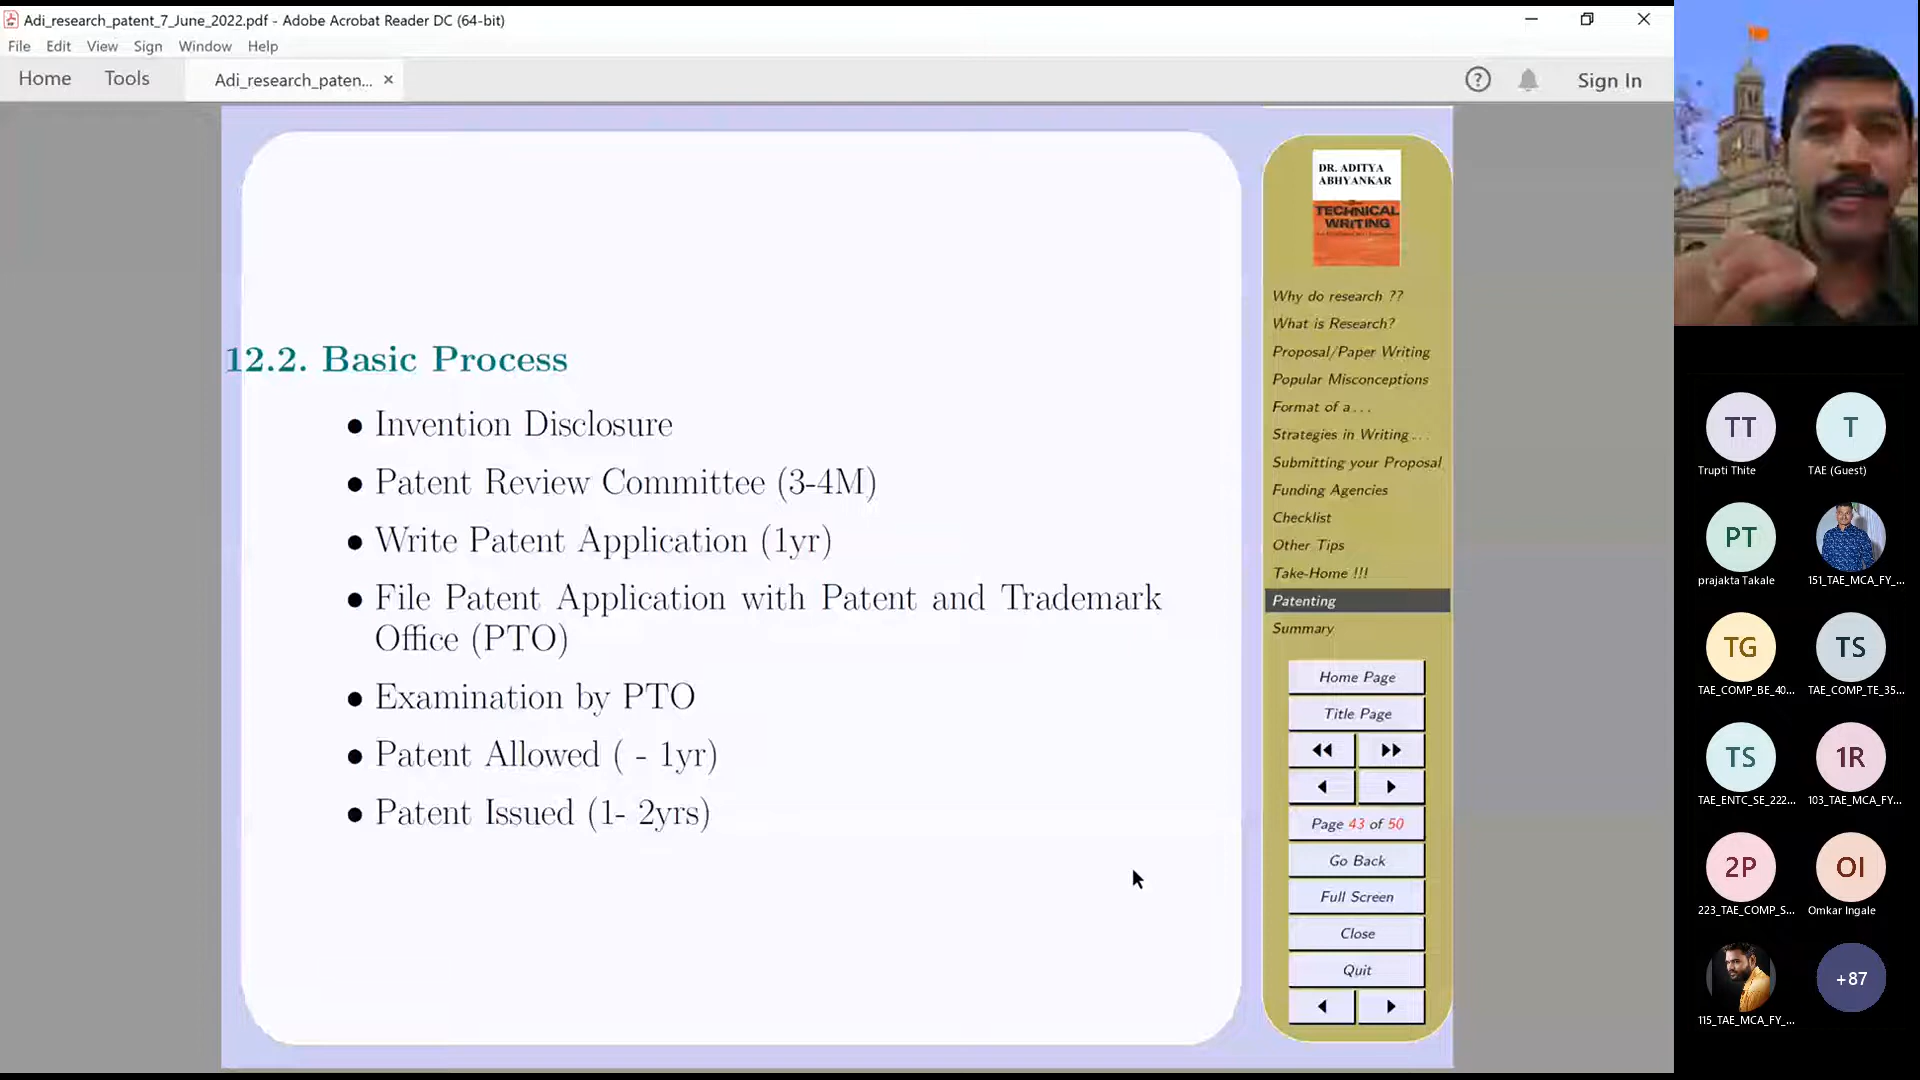 Adi_research_patent_7_June_2022.pdf - Adobe Acrobat Reader DC (64-bit)
File Edit View Sign Window Help
Home Tools Adi_research_paten... × Sign In
12.2. Basic Process
• Invention Disclosure
• Patent Review Committee (3-4M)
• Write Patent Application (1yr)
• File Patent Application with Patent and Trademark
Office (PTO)
• Examination by PTO
• Patent Allowed ( - 1yr)
• Patent Issued (1- 2yrs)
DR. ADITYA
ABHYANKAR
TECHNICAL
WRITING
Why do research ??
What is Research?
Proposal/Paper Writing
Popular Misconceptions
Format of a ...
Strategies in Writing ...
Submitting your Proposal
Funding Agencies
Checklist
Other Tips
Take-Home !!!
Patenting
Summary
Home Page
Title Page
Page 43 of 50
Go Back
Full Screen
Close
Quit
TT T
Trupti Thite TAE (Guest)
PT
prajakta Takale 151_TAE_MCA_FY_...
TG TS
TAE_COMP_BE_40... TAE_COMP_TE_35...
TS 1R
TAE_ENTC_SE_222... 103_TAE_MCA_FY...
2P OI
223_TAE_COMP_S... Omkar Ingale
+87
115_TAE_MCA_FY_...